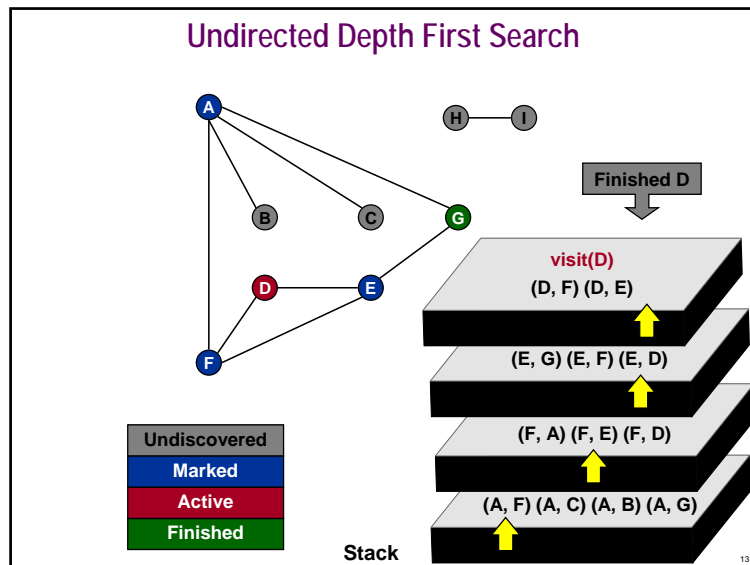 Undirected Depth First Search
A
H
I
Finished D
B
C
G
visit(D)
(D, F) (D, E)
D
E
(E, G) (E, F) (E, D)
F
(F, A) (F, E) (F, D)
Undiscovered
Marked
Active
Finished
(A, F) (A, C) (A, B) (A, G)
Stack
13